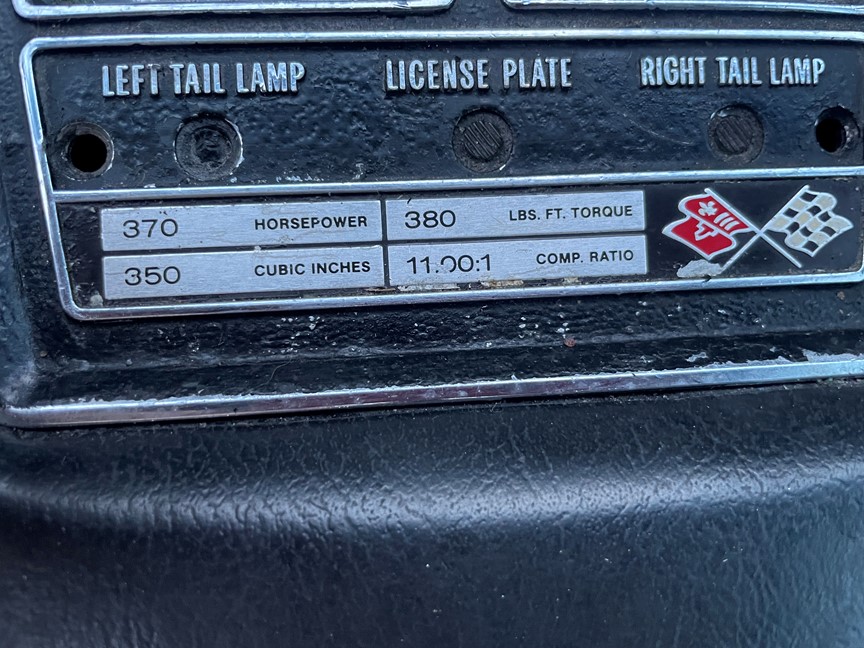 LEFT TAIL LAMP LICENSE PLATE RIGHT TAIL LAMP
370 HORSEPOWER 380 LBS. FT. TORQUE
350 CUBIC INCHES 11.00:1 COMP. RATIO